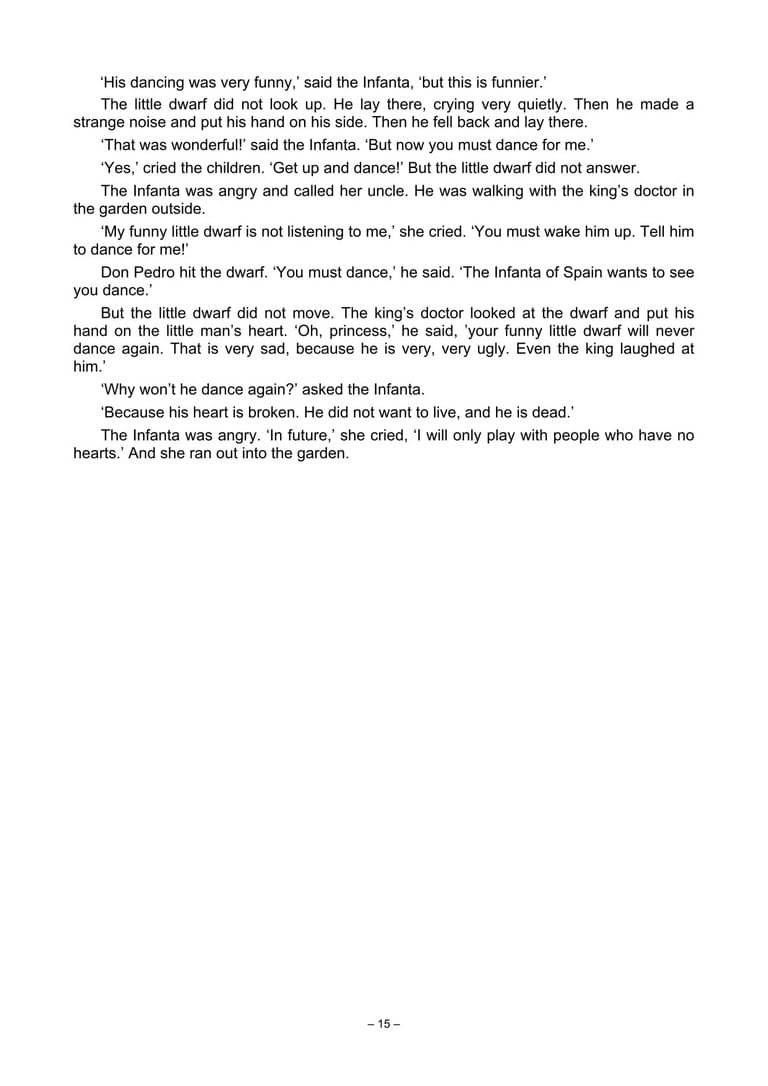 ‘His dancing was very funny,’ said the Infanta, ‘but this is funnier.’
The little dwarf did not look up. He lay there, crying very quietly. Then he made a
strange noise and put his hand on his side. Then he fell back and lay there.
‘That was wonderful!’ said the Infanta. ‘But now you must dance for me.’
‘Yes,’ cried the children. ‘Get up and dance!’ But the little dwarf did not answer.
The Infanta was angry and called her uncle. He was walking with the king’s doctor in
the garden outside.
‘My funny little dwarf is not listening to me,’ she cried. ‘You must wake him up. Tell him
to dance for me!’
Don Pedro hit the dwarf. ‘You must dance,’ he said. ‘The Infanta of Spain wants to see
you dance.’
But the little dwarf did not move. The king’s doctor looked at the dwarf and put his
hand on the little man’s heart. ‘Oh, princess,’ he said, ’your funny little dwarf will never
dance again. That is very sad, because he is very, very ugly. Even the king laughed at
him.’
‘Why won’t he dance again?’ asked the Infanta.
‘Because his heart is broken. He did not want to live, and he is dead.’
The Infanta was angry. ‘In future,’ she cried, ‘I will only play with people who have no
hearts.’ And she ran out into the garden.
– 15 –